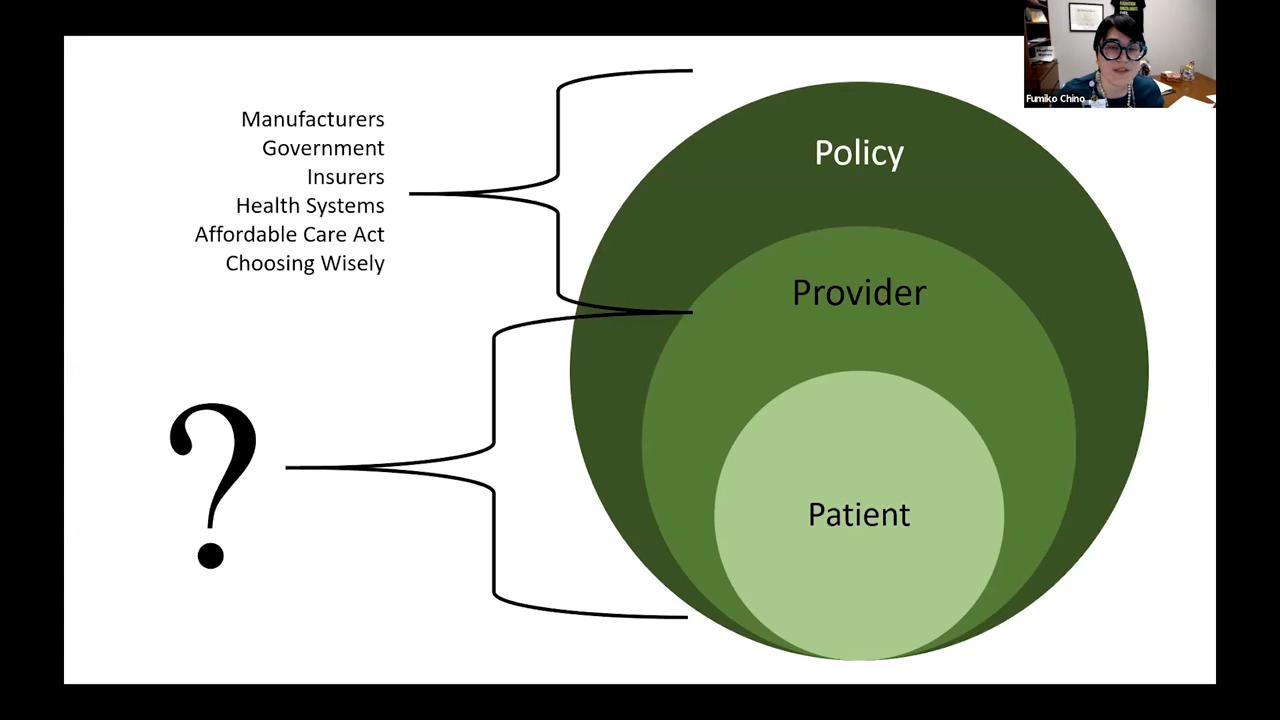 Manufacturers
Government
Insurers
Health Systems
Affordable Care Act
Choosing Wisely
?
Policy
Provider
Patient
Fumiko Chino